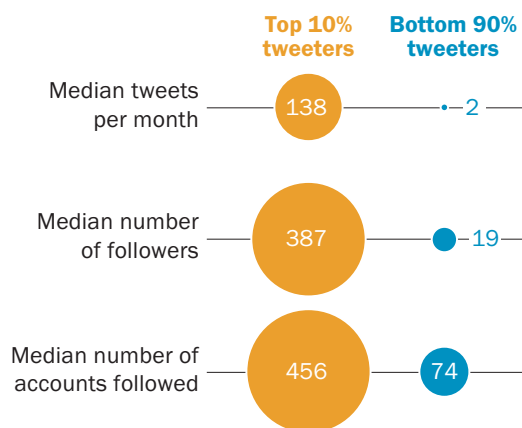 Top 10% Bottom 90%
tweeters tweeters
Median tweets
per month
138 2
Median number
of followers
387 19
Median number of
accounts followed
456 74